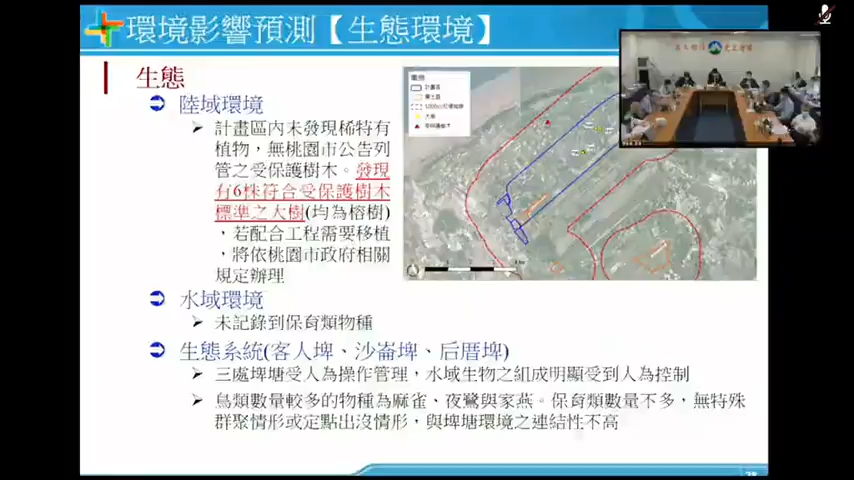 環境影響預測【生態環境】
生態
陸域環境
計畫區內未發現稀特有
植物，無桃園市公告列
管之受保護樹木。發現
有6株符合受保護樹木
標準之大樹(均為榕樹)
，若配合工程需要移植
，將依桃園市政府相關
規定辦理
水域環境
未記錄到保育類物種
生態系統(客人埤、沙崙埤、后厝埤)
三處埤塘受人為操作管理，水域生物之組成明顯受到人為控制
鳥類數量較多的物種為麻雀、夜鷺與家燕。保育類數量不多，無特殊
群聚情形或定點出沒情形，與埤塘環境之連結性不高
圖例
計畫區